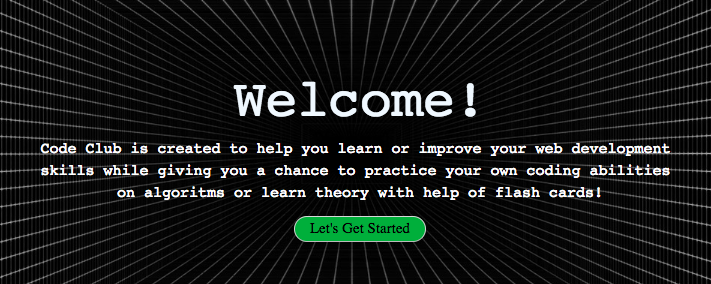 Welcome!
Code Club is created to help you learn or improve your web development
skills while giving you a chance to practice your own coding abilities
on algoritms or learn theory with help of flash cards!
Let's Get Started